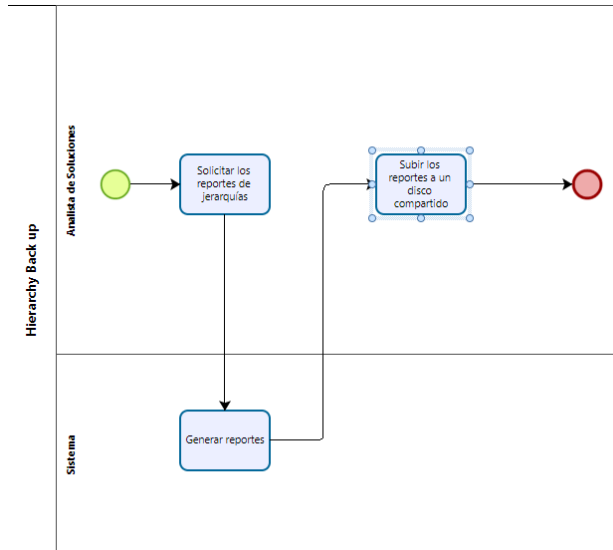 Hierarchy Back up
Analista de Soluciones
Solicitar los
reportes de
jerarquías
Subir los
reportes a un
disco
compartido
Sistema
Generar reportes